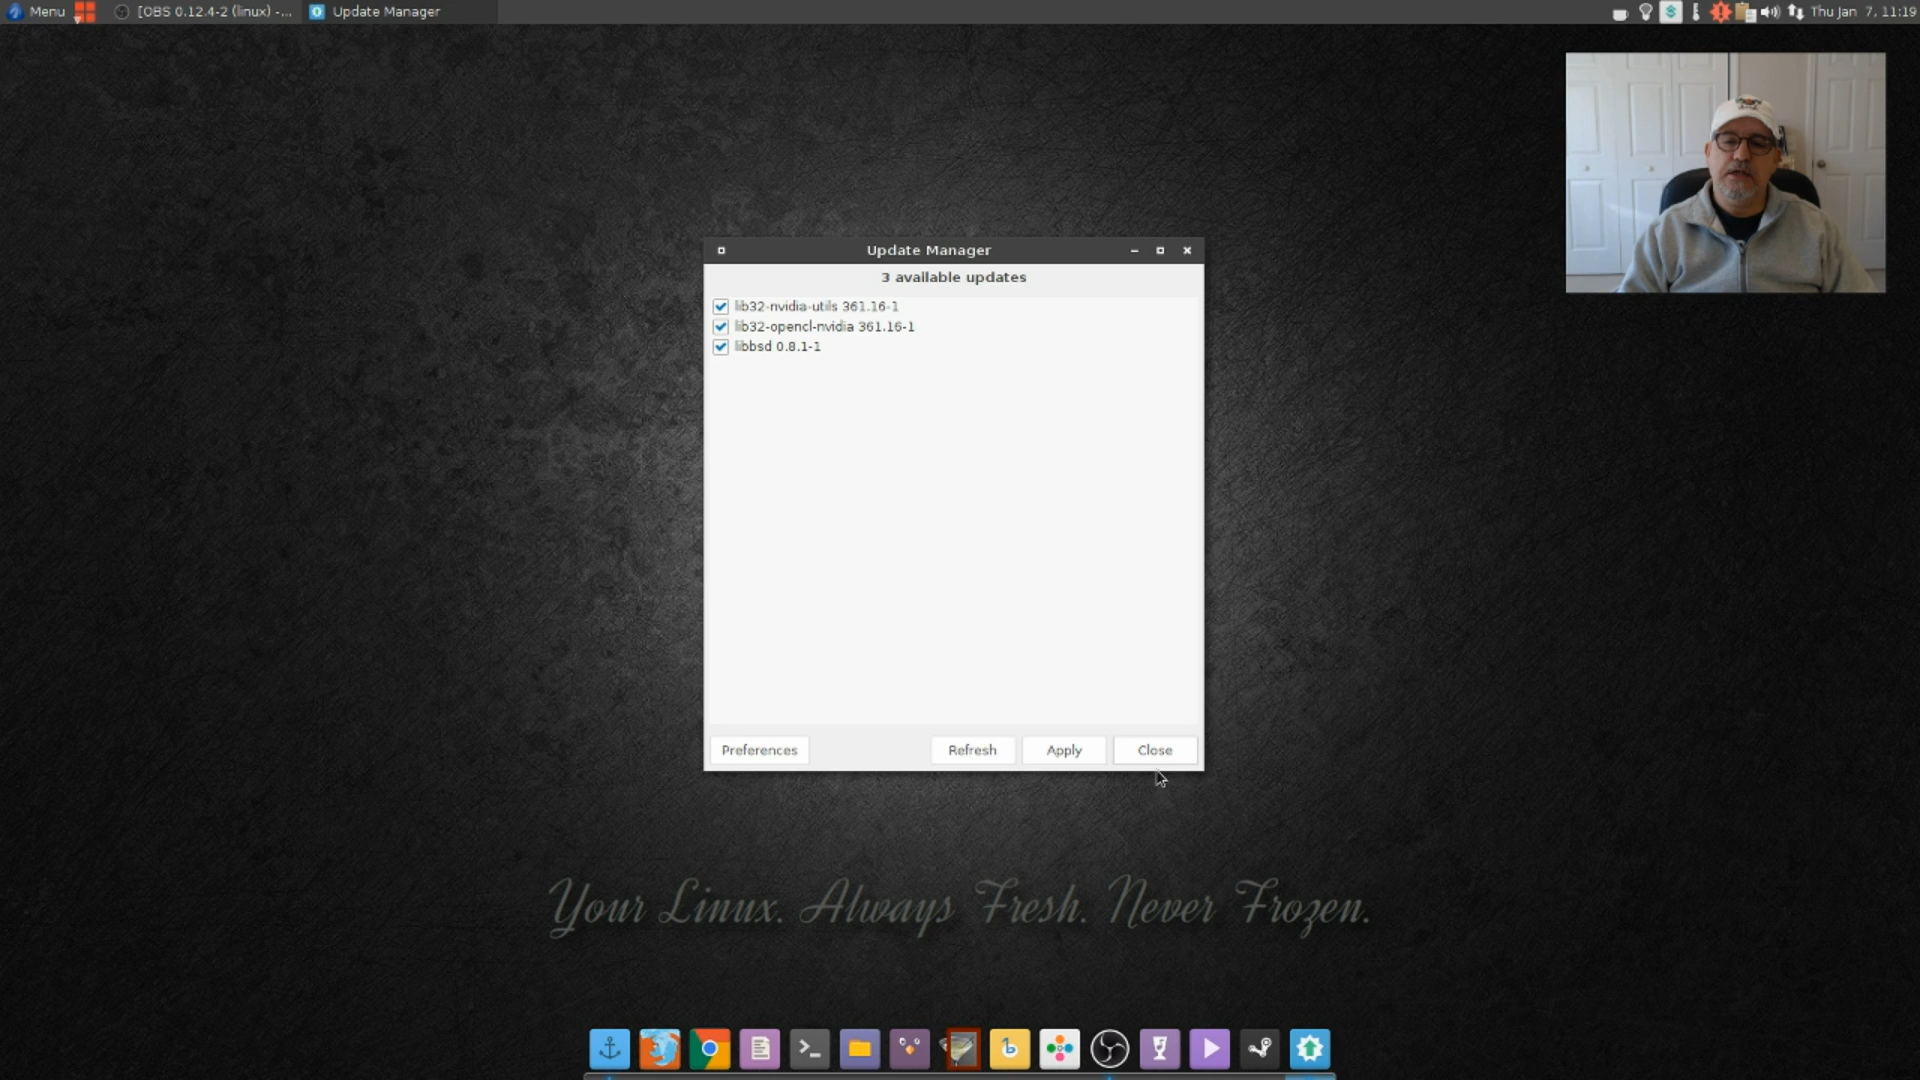 Menu
[OBS 0.12.4-2 (linux) -...
Update Manager
Thu Jan 7, 11:19
Update Manager
3 available updates
lib32-nvidia-utils 361.16-1
lib32-opencl-nvidia 361.16-1
libbsd 0.8.1-1
Preferences
Refresh
Apply
Close
Your Linux. Always Fresh. Never Frozen.